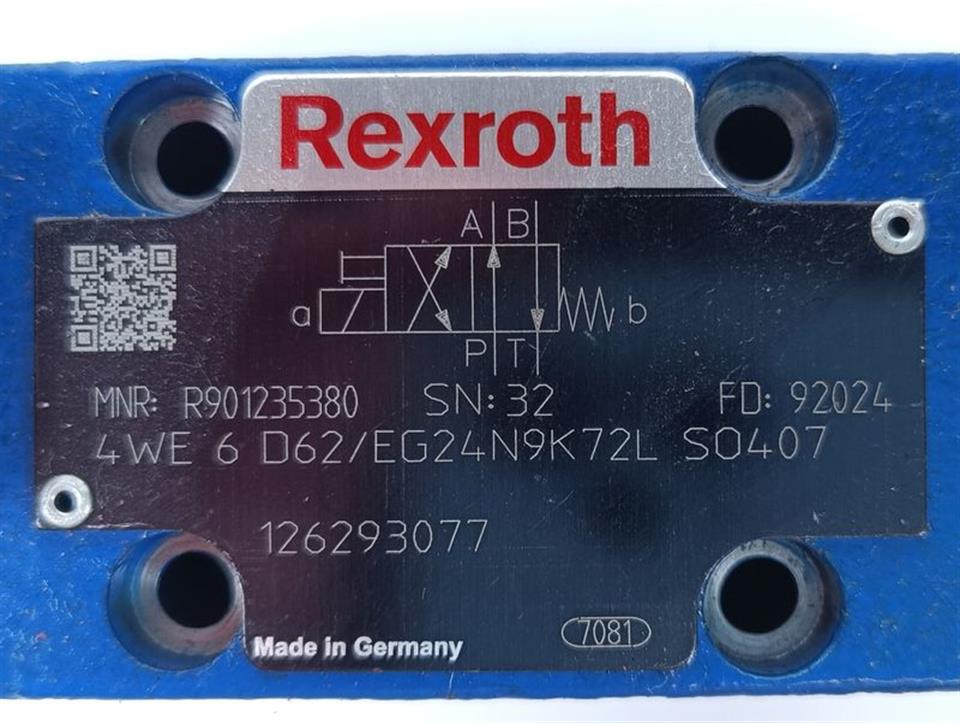 Rexroth
A B
a b
P T
MNR: R901235380 SN: 32 FD: 92024
4WE 6 D62/EG24N9K72L SO407
126293077
Made in Germany 7081